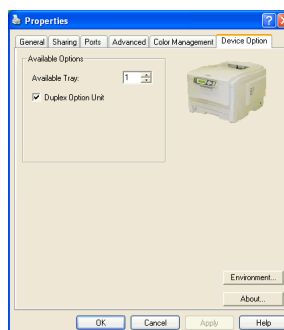 Properties
General Sharing Ports Advanced Color Management Device Option
Available Options
Available Tray: 1
Duplex Option Unit
Environment...
About...
OK Cancel Apply Help